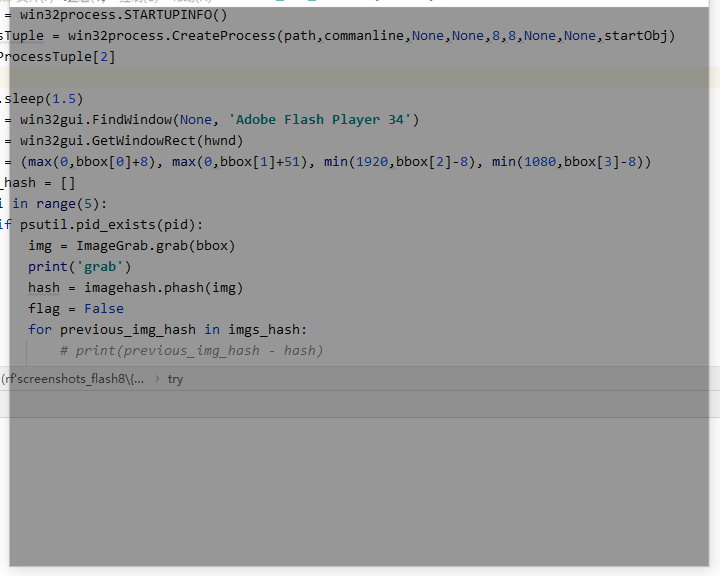 = win32process.STARTUPINFO()
sTuple = win32process.CreateProcess(path,commanline,None,None,8,8,None,None,startObj)
ProcessTuple[2]
.sleep(1.5)
= win32gui.FindWindow(None, 'Adobe Flash Player 34')
= win32gui.GetWindowRect(hwnd)
= (max(0,bbox[0]+8), max(0,bbox[1]+51), min(1920,bbox[2]-8), min(1080,bbox[3]-8))
_hash = []
i in range(5):
if psutil.pid_exists(pid):
img = ImageGrab.grab(bbox)
print('grab')
hash = imagehash.phash(img)
flag = False
for previous_img_hash in imgs_hash:
# print(previous_img_hash - hash)
(rf'screenshots_flash8\{... › try